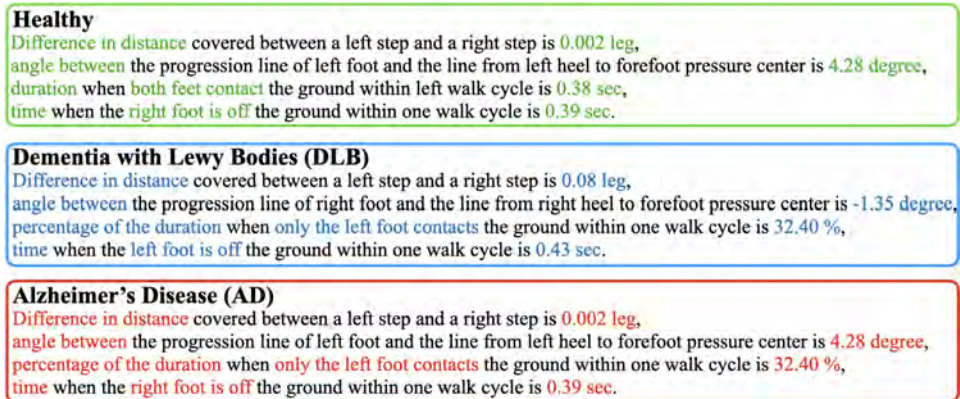 Healthy
Difference in distance covered between a left step and a right step is 0.002 leg,
angle between the progression line of left foot and the line from left heel to forefoot pressure center is 4.28 degree,
duration when both feet contact the ground within left walk cycle is 0.38 sec,
time when the right foot is off the ground within one walk cycle is 0.39 sec.
Dementia with Lewy Bodies (DLB)
Difference in distance covered between a left step and a right step is 0.08 leg,
angle between the progression line of right foot and the line from right heel to forefoot pressure center is -1.35 degree,
percentage of the duration when only the left foot contacts the ground within one walk cycle is 32.40 %,
time when the left foot is off the ground within one walk cycle is 0.43 sec.
Alzheimer's Disease (AD)
Difference in distance covered between a left step and a right step is 0.002 leg,
angle between the progression line of left foot and the line from left heel to forefoot pressure center is 4.28 degree,
percentage of the duration when only the left foot contacts the ground within one walk cycle is 32.40 %,
time when the right foot is off the ground within one walk cycle is 0.39 sec.